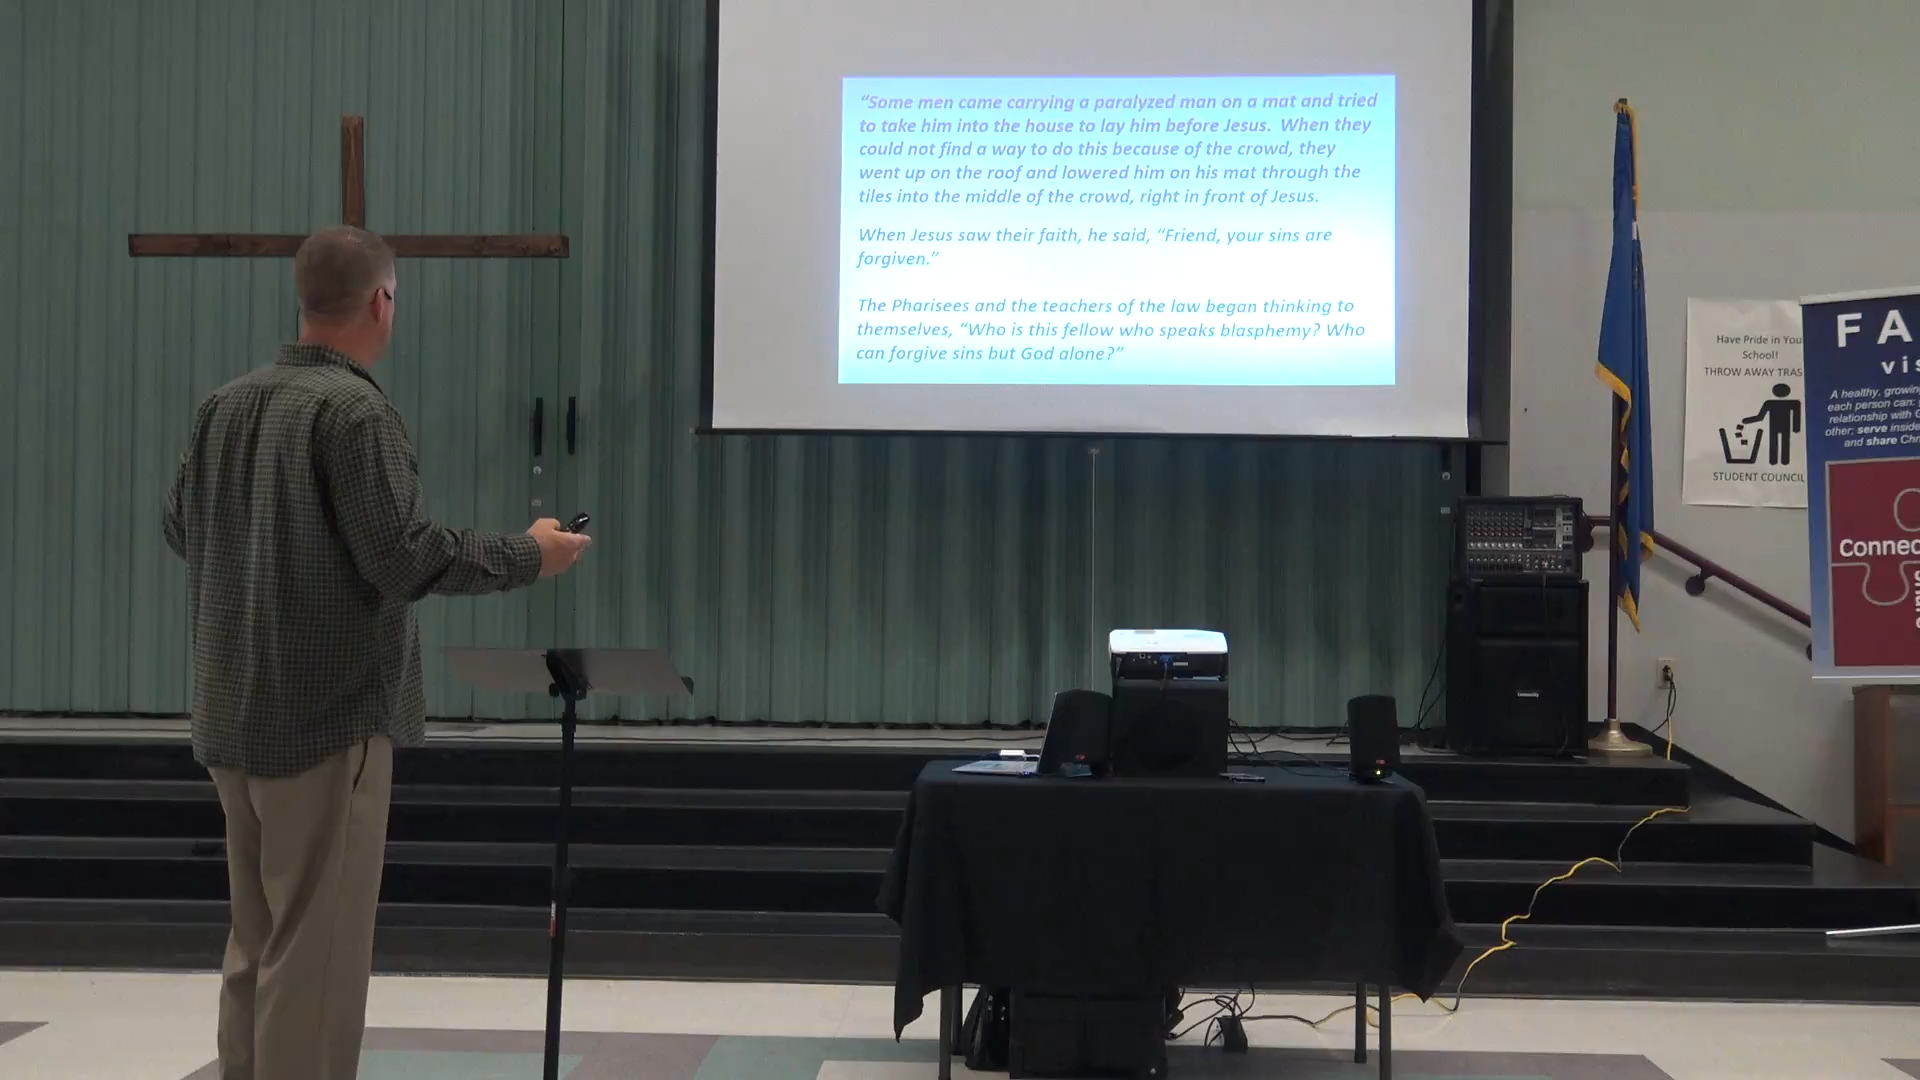 “Some men came carrying a paralyzed man on a mat and tried
to take him into the house to lay him before Jesus. When they
could not find a way to do this because of the crowd, they
went up on the roof and lowered him on his mat through the
tiles into the middle of the crowd, right in front of Jesus.
When Jesus saw their faith, he said, “Friend, your sins are
forgiven.”
The Pharisees and the teachers of the law began thinking to
themselves, “Who is this fellow who speaks blasphemy? Who
can forgive sins but God alone?”
Have Pride in You
School!
THROW AWAY TRAS
STUDENT COUNCIL
FA
vis
A healthy, growin
each person can:
relationship with
other; serve inside
and share Chr
Connec